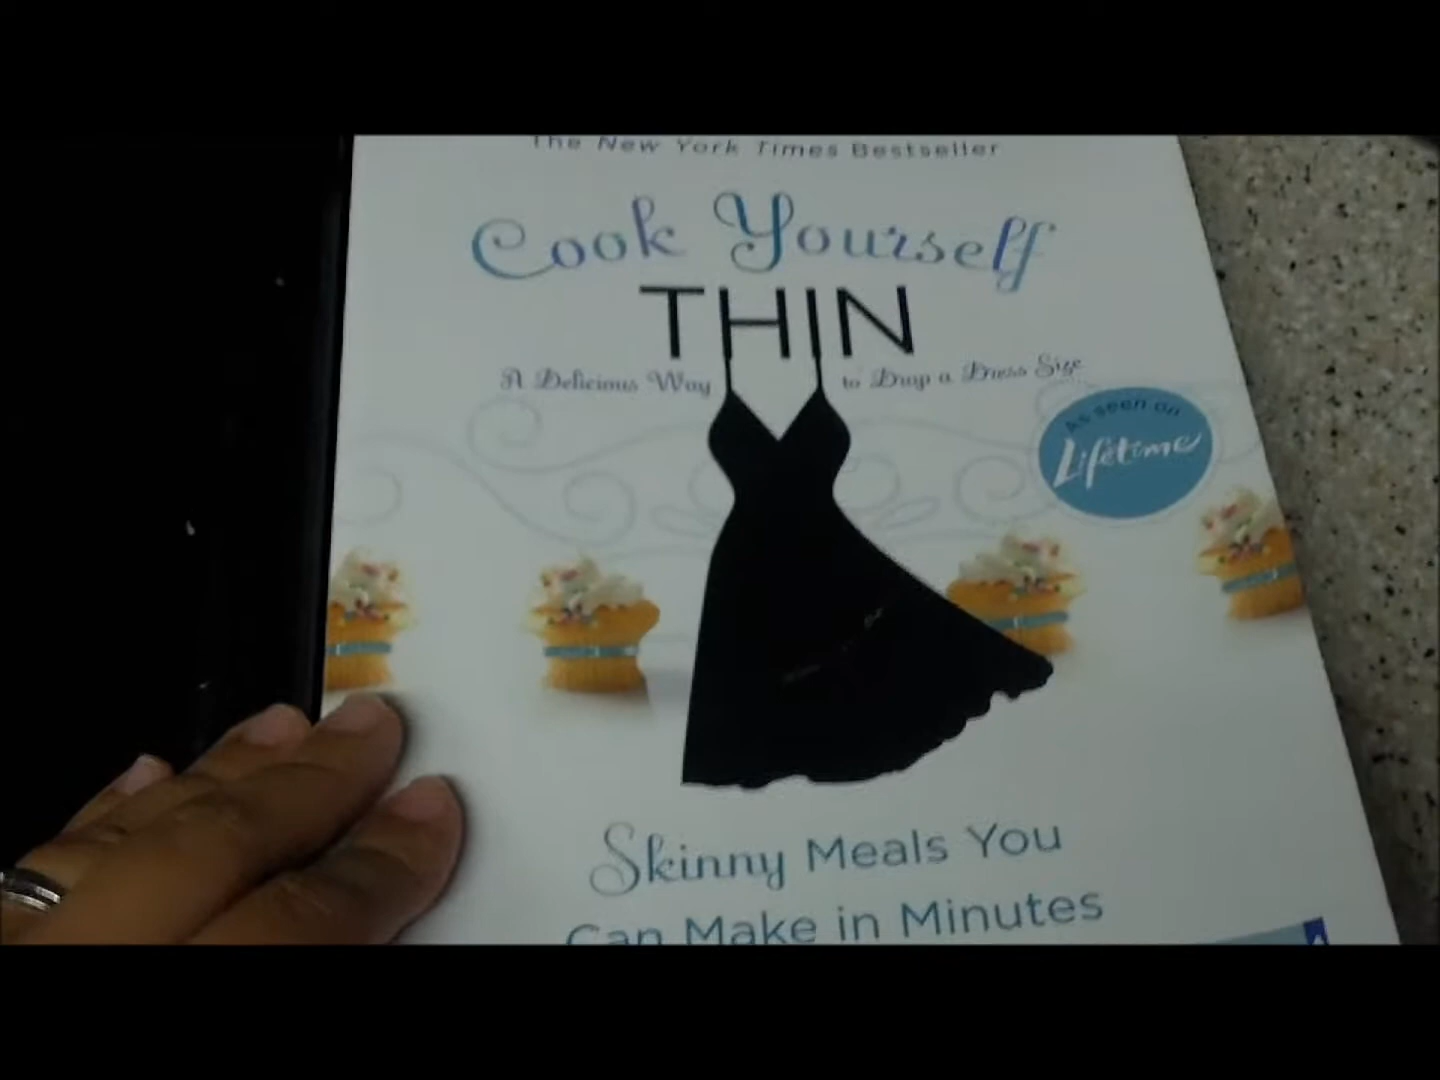 The New York Times Bestseller
Cook Yourself
THIN
A Delicious Way to Drop a Dress Size
As seen on
Lifetime
Skinny Meals You
Can Make in Minutes